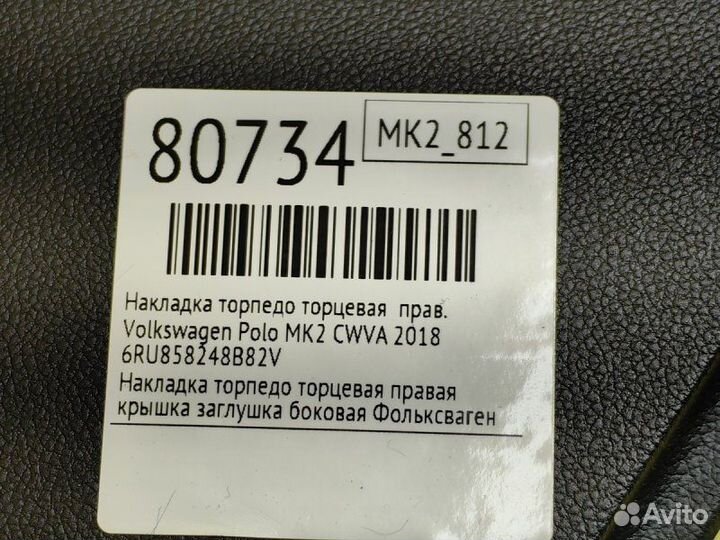 80734
MK2_812
Накладка торпедо торцевая прав.
Volkswagen Polo MK2 CWVA 2018
6RU858248B82V
Накладка торпедо торцевая правая
крышка заглушка боковая Фольксваген
Avito